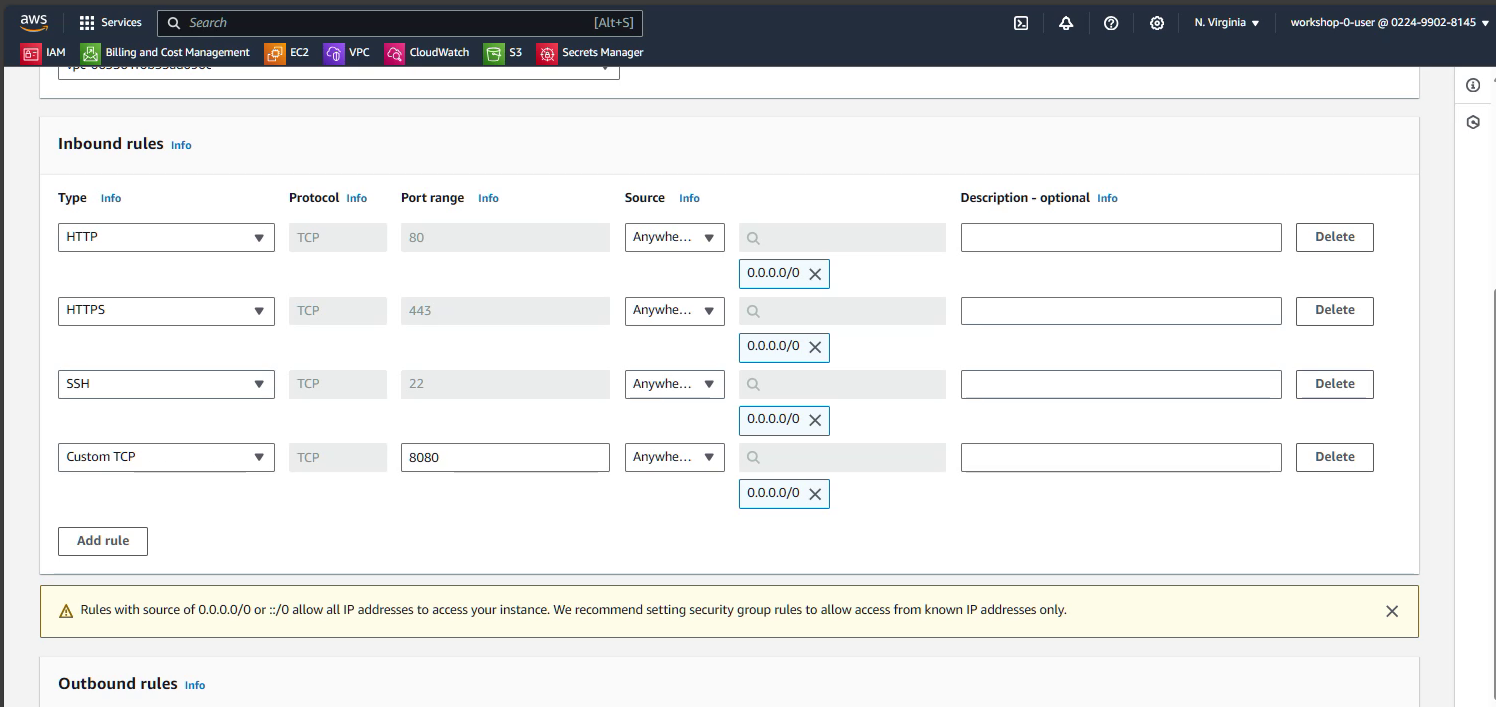 aws Services Search [Alt+S] N. Virginia workshop-0-user @ 0224-9902-8145
IAM Billing and Cost Management EC2 VPC CloudWatch S3 Secrets Manager
Inbound rules Info
Type Info Protocol Info Port range Info Source Info Description - optional Info
HTTP TCP 80 Anywhe... Delete
0.0.0.0/0
HTTPS TCP 443 Anywhe... Delete
0.0.0.0/0
SSH TCP 22 Anywhe... Delete
0.0.0.0/0
Custom TCP TCP 8080 Anywhe... Delete
0.0.0.0/0
Add rule
Rules with source of 0.0.0.0/0 or ::/0 allow all IP addresses to access your instance. We recommend setting security group rules to allow access from known IP addresses only.
Outbound rules Info